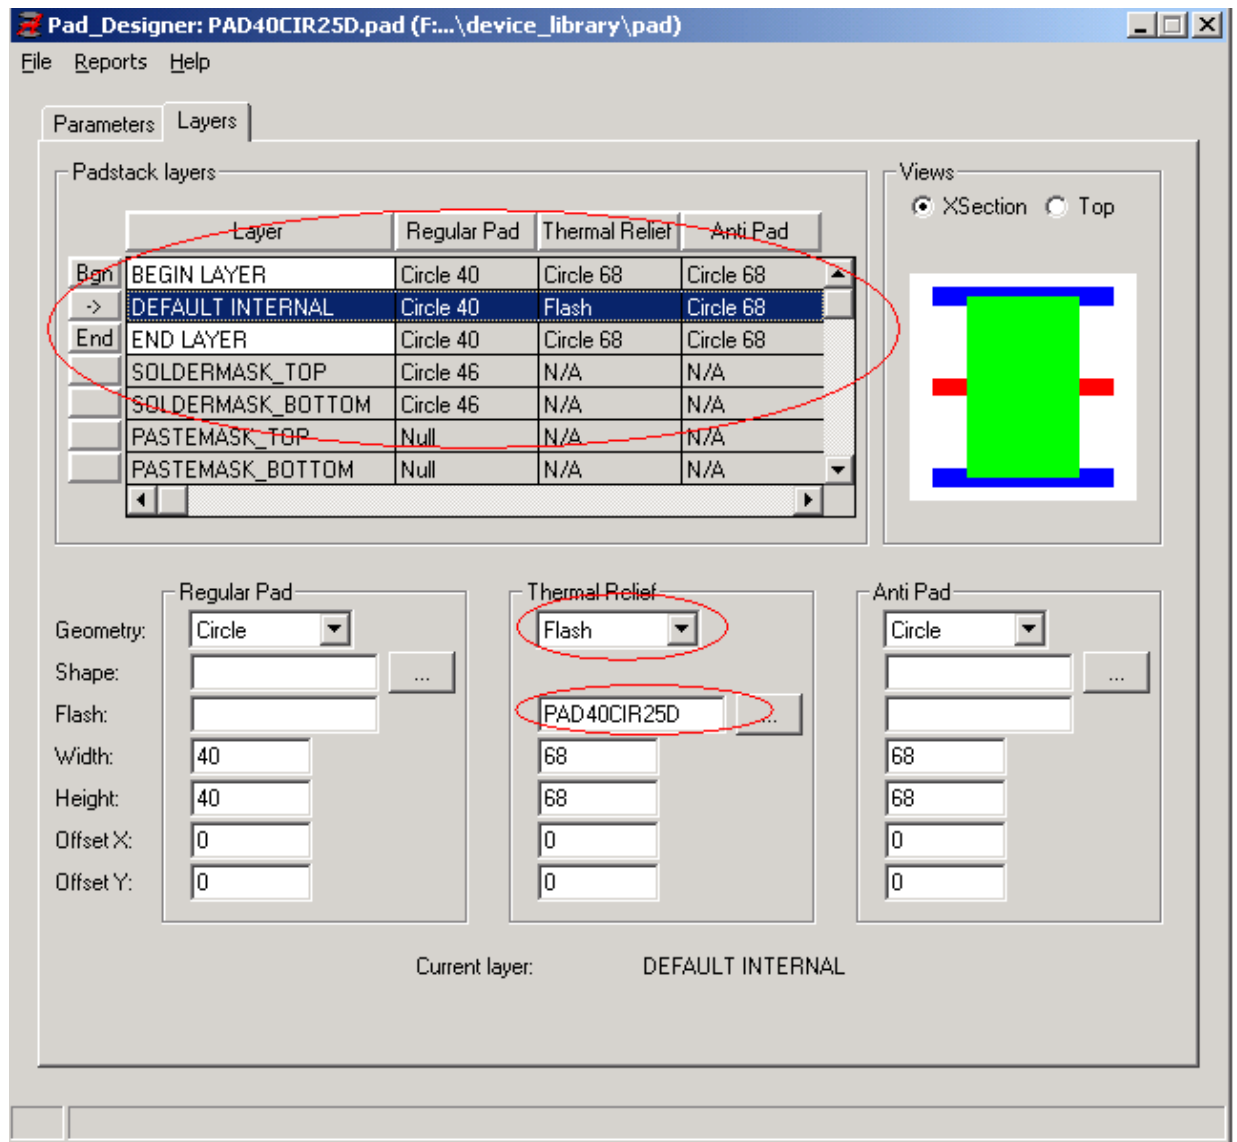 Pad_Designer: PAD40CIR25D.pad (F:...\device_library\pad)
File Reports Help
Parameters Layers
Padstack layers
Views
XSection Top
Layer Regular Pad Thermal Relief Anti Pad
Bgn BEGIN LAYER Circle 40 Circle 68 Circle 68
-> DEFAULT INTERNAL Circle 40 Flash Circle 68
End END LAYER Circle 40 Circle 68 Circle 68
SOLDERMASK_TOP Circle 46 N/A N/A
SOLDERMASK_BOTTOM Circle 46 N/A N/A
PASTEMASK_TOP Null N/A N/A
PASTEMASK_BOTTOM Null N/A N/A
Regular Pad Thermal Relief Anti Pad
Geometry: Circle Flash Circle
Shape: ... ...
Flash: PAD40CIR25D ...
Width: 40 68 68
Height: 40 68 68
Offset X: 0 0 0
Offset Y: 0 0 0
Current layer: DEFAULT INTERNAL